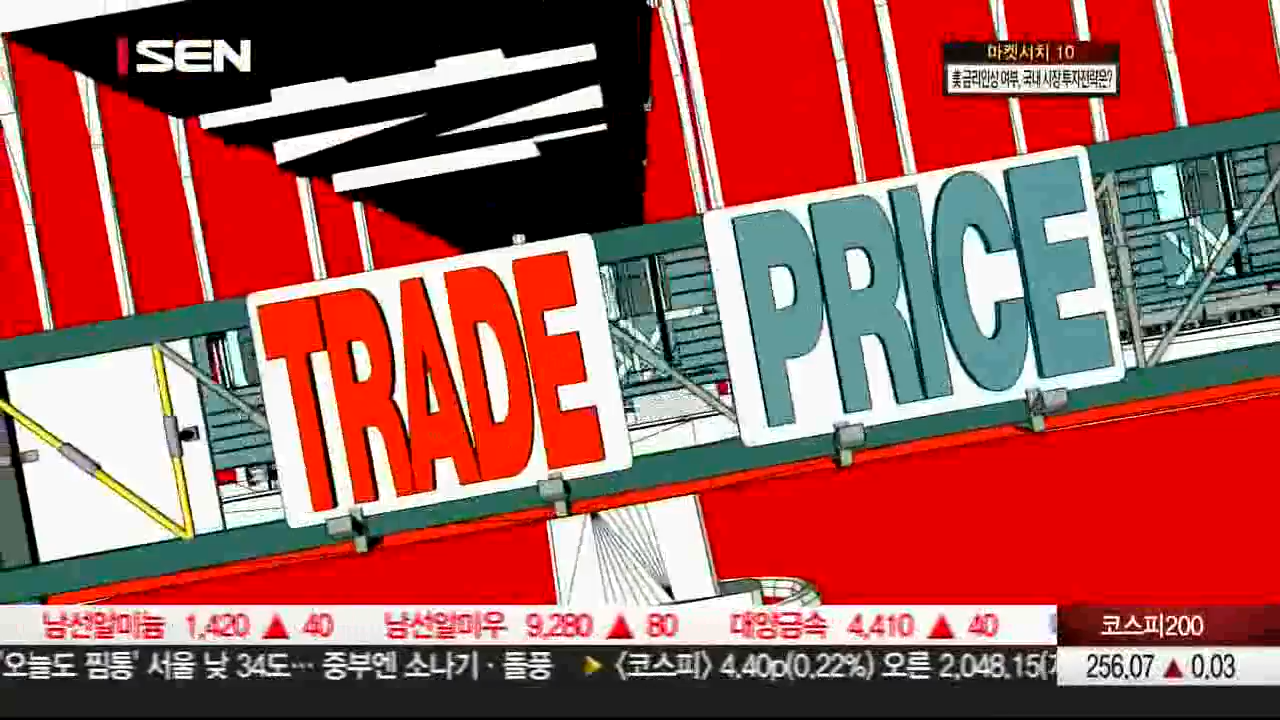 SEN
마켓서치 10
美 금리인상 여부, 국내 시장 투자전략은?
TRADE
PRICE
남선알미늄 1,420 ▲ 40 남선알미우 9,280 ▲ 80 대양금속 4,410 ▲ 40
코스피200
'오늘도 찜통' 서울 낮 34도… 중부엔 소나기·돌풍 ▶ 〈코스피〉 4.40p(0.22%) 오른 2,048.15(
256.07 ▲ 0.03